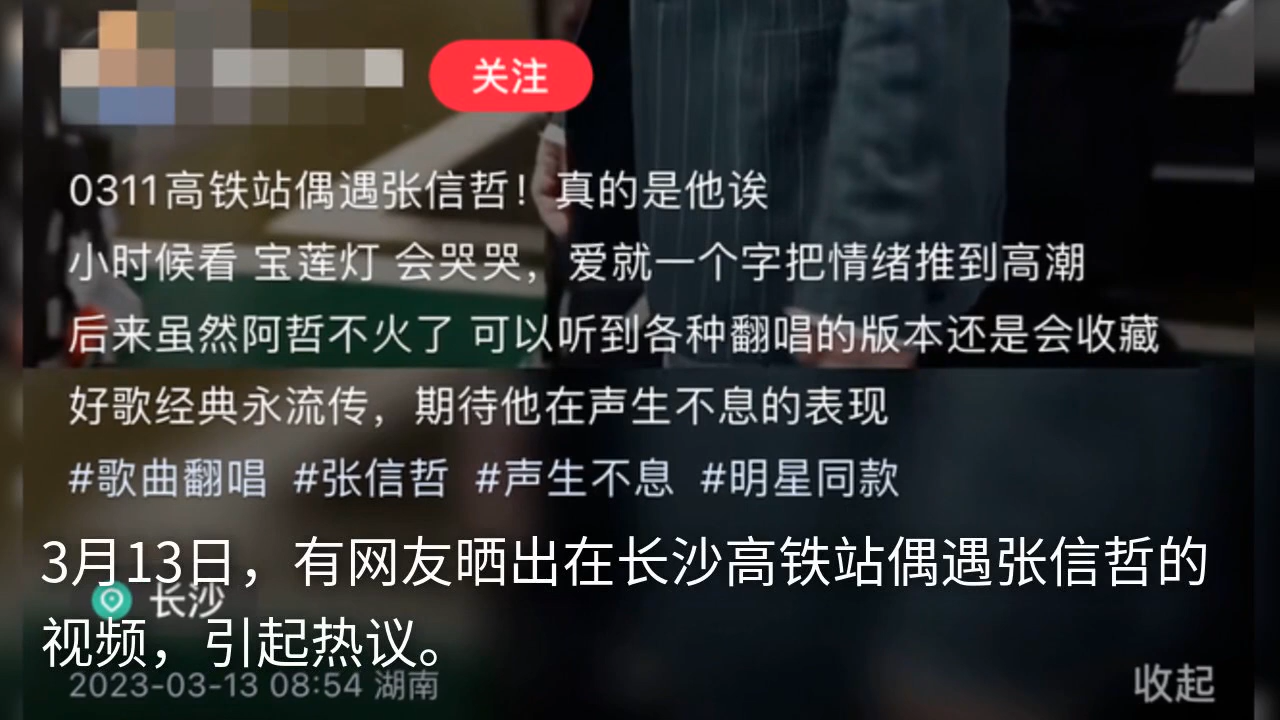 关注
0311高铁站偶遇张信哲！真的是他诶
小时候看 宝莲灯 会哭哭，爱就一个字把情绪推到高潮
后来虽然阿哲不火了 可以听到各种翻唱的版本还是会收藏
好歌经典永流传，期待他在声生不息的表现
#歌曲翻唱 #张信哲 #声生不息 #明星同款
3月13日，有网友晒出在长沙高铁站偶遇张信哲的
长沙
视频，引起热议。
2023-03-13 08:54 湖南
收起